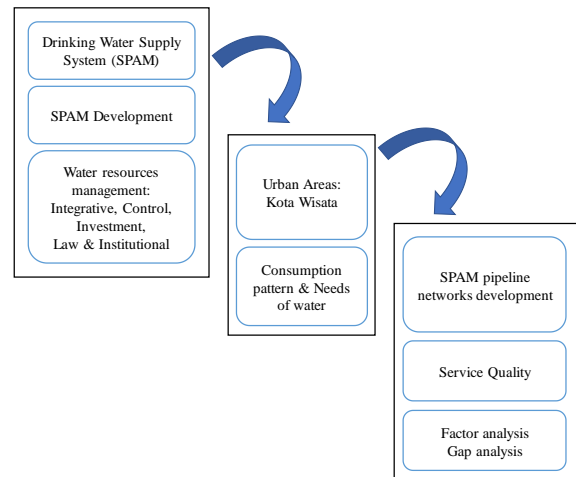 Drinking Water Supply
System (SPAM)
SPAM Development
Water resources
management:
Integrative, Control,
Investment,
Law & Institutional
Urban Areas:
Kota Wisata
Consumption
pattern & Needs
of water
SPAM pipeline
networks development
Service Quality
Factor analysis
Gap analysis